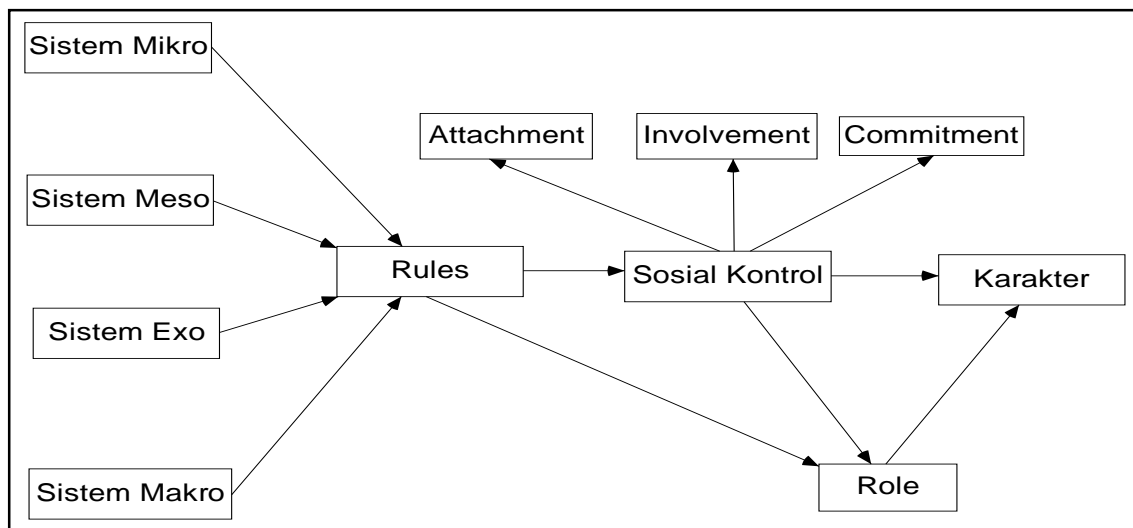 Sistem Mikro
Attachment
Involvement
Commitment
Sistem Meso
Rules
Sosial Kontrol
Karakter
Sistem Exo
Sistem Makro
Role